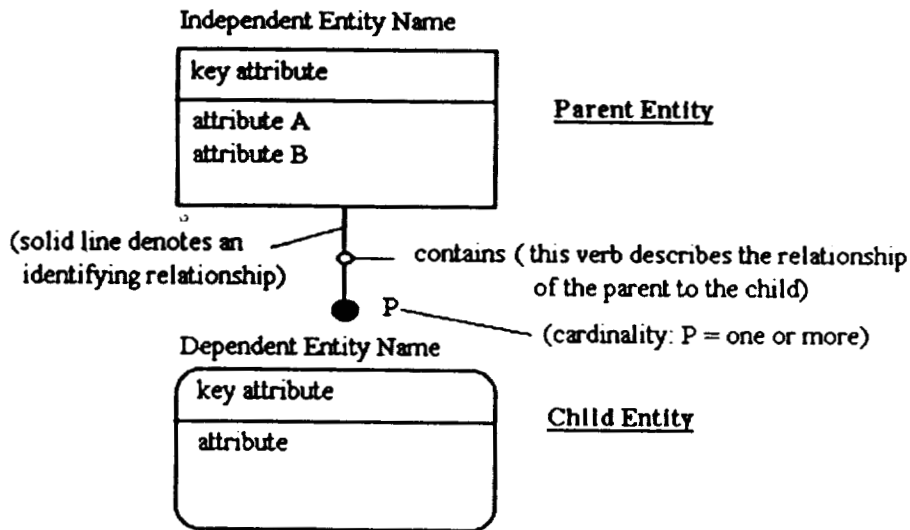 Independent Entity Name
key attribute
attribute A
attribute B
Parent Entity
(solid line denotes an
identifying relationship)
contains (this verb describes the relationship
of the parent to the child)
P
(cardinality: P = one or more)
Dependent Entity Name
key attribute
attribute
Child Entity